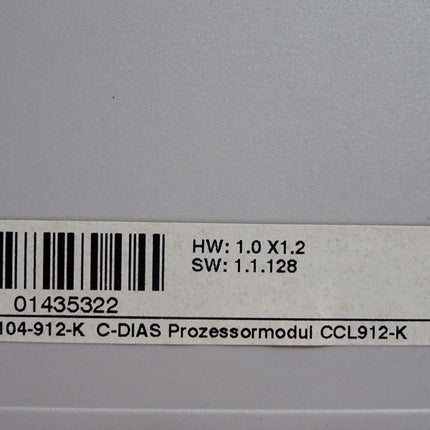 HW: 1.0 X1.2
SW: 1.1.128
01435322
104-912-K C-DIAS Prozessormodul CCL912-K